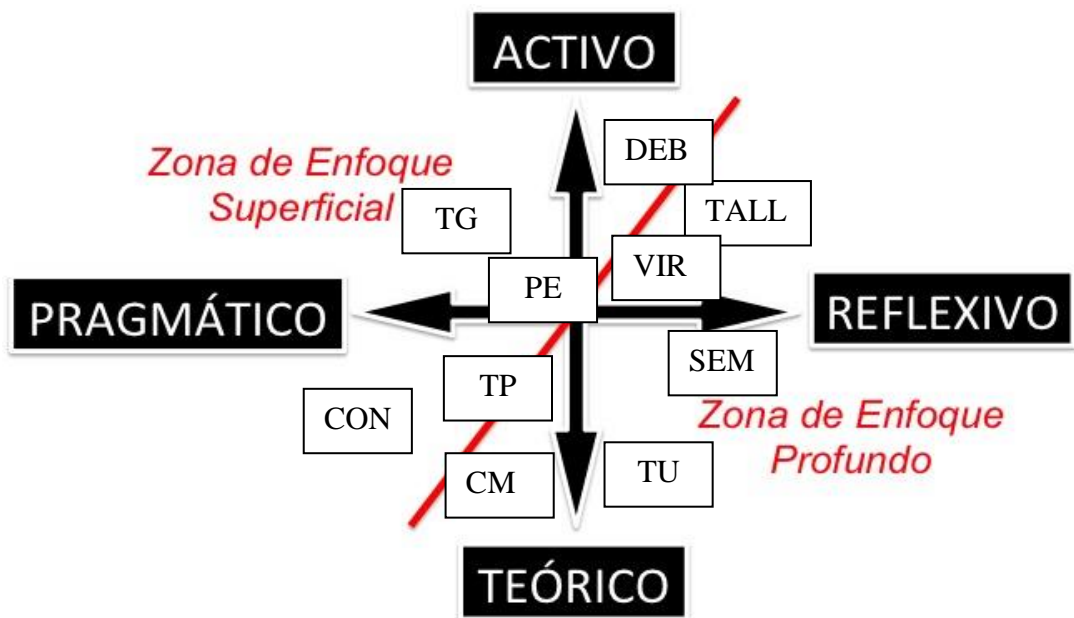 ACTIVO
DEB
Zona de Enfoque
Superficial
TG
TALL
VIR
PE
PRAGMÁTICO
REFLEXIVO
SEM
TP
CON
Zona de Enfoque
Profundo
CM
TU
TEÓRICO